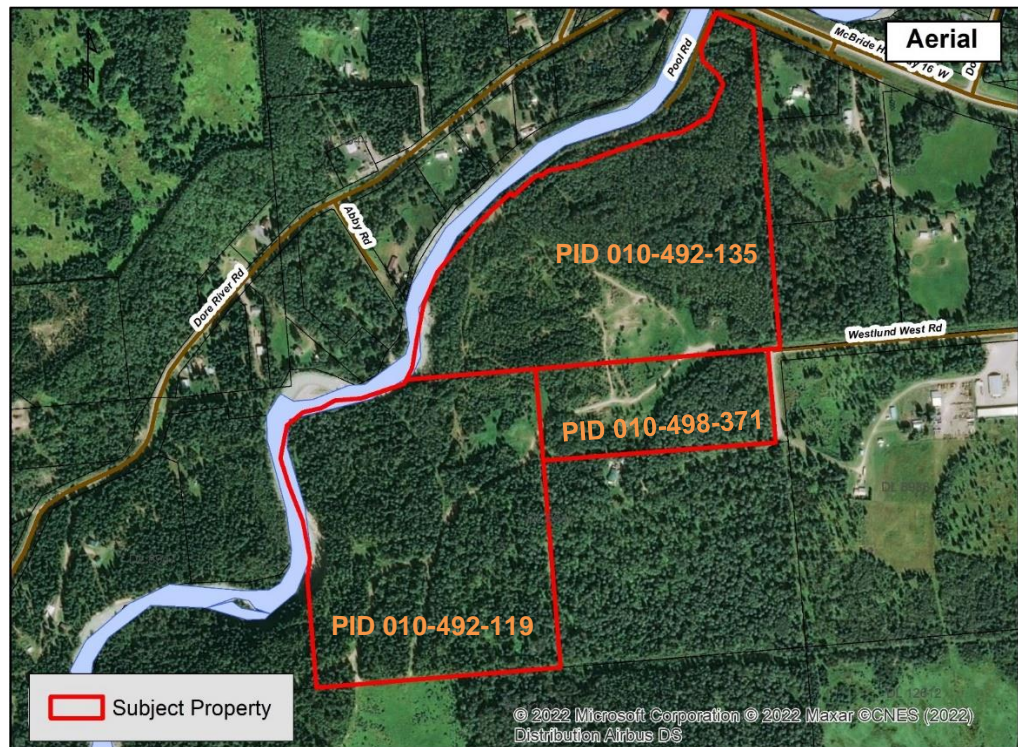 Aerial
Pool Rd
McBride H
y 16 W
Do
Abby Rd
Dore River Rd
PID 010-492-135
Westlund West Rd
PID 010-498-371
PID 010-492-119
Subject Property
© 2022 Microsoft Corporation © 2022 Maxar ©CNES (2022)
Distribution Airbus DS